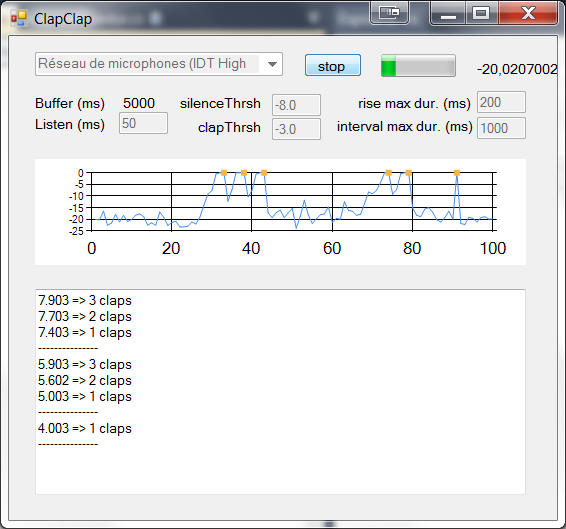 ClapClap
Réseau de microphones (IDT High
stop
-20,0207002
Buffer (ms) 5000 silenceThrsh -8.0 rise max dur. (ms) 200
Listen (ms) 50 clapThrsh -3.0 interval max dur. (ms) 1000
0
-5
-10
-15
-20
-25
0 20 40 60 80 100
7.903 => 3 claps
7.703 => 2 claps
7.403 => 1 claps
---------------
5.903 => 3 claps
5.602 => 2 claps
5.003 => 1 claps
---------------
4.003 => 1 claps
---------------